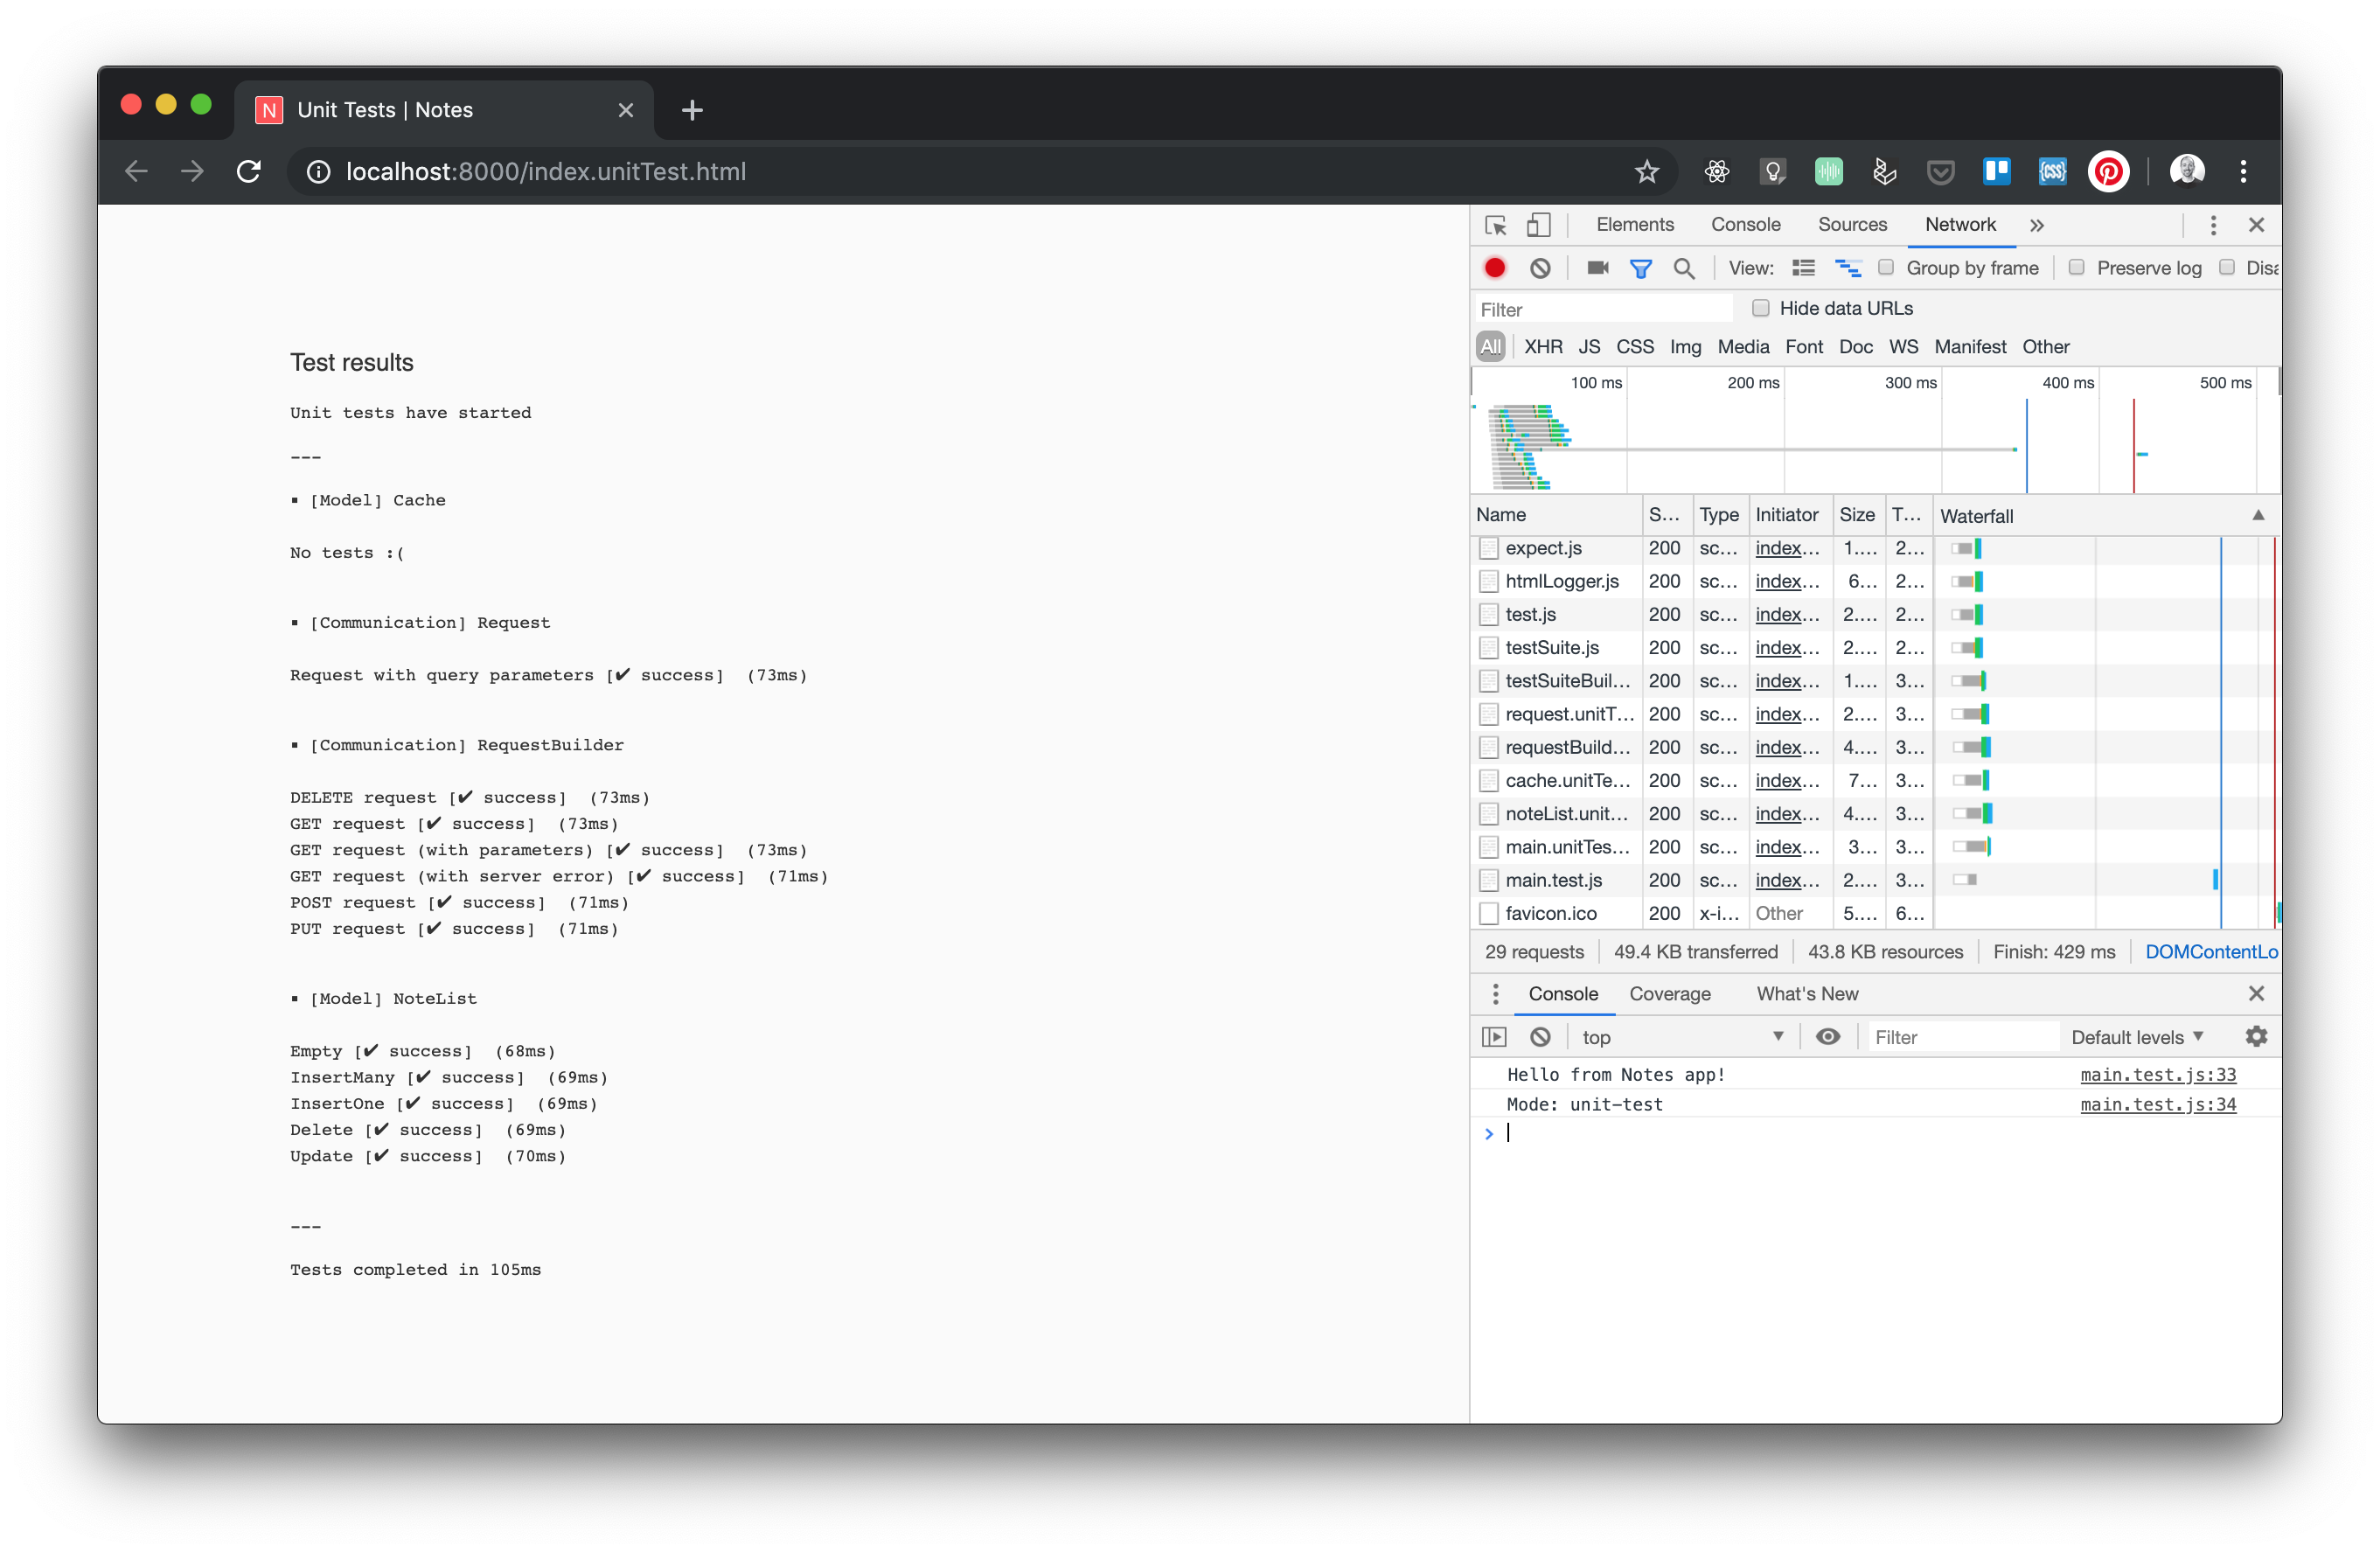 N Unit Tests | Notes
localhost:8000/index.unitTest.html
Test results
Unit tests have started
---
▪ [Model] Cache
No tests :(
▪ [Communication] Request
Request with query parameters [✔ success] (73ms)
▪ [Communication] RequestBuilder
DELETE request [✔ success] (73ms)
GET request [✔ success] (73ms)
GET request (with parameters) [✔ success] (73ms)
GET request (with server error) [✔ success] (71ms)
POST request [✔ success] (71ms)
PUT request [✔ success] (71ms)
▪ [Model] NoteList
Empty [✔ success] (68ms)
InsertMany [✔ success] (69ms)
InsertOne [✔ success] (69ms)
Delete [✔ success] (69ms)
Update [✔ success] (70ms)
---
Tests completed in 105ms
Elements Console Sources Network »
View: Group by frame Preserve log Disa
Filter Hide data URLs
All XHR JS CSS Img Media Font Doc WS Manifest Other
100 ms 200 ms 300 ms 400 ms 500 ms
Name S... Type Initiator Size T... Waterfall
expect.js 200 sc... index... 1.... 2...
htmlLogger.js 200 sc... index... 6... 2...
test.js 200 sc... index... 2.... 2...
testSuite.js 200 sc... index... 2.... 2...
testSuiteBuil... 200 sc... index... 1.... 3...
request.unitT... 200 sc... index... 2.... 3...
requestBuild... 200 sc... index... 4.... 3...
cache.unitTe... 200 sc... index... 7... 3...
noteList.unit... 200 sc... index... 4.... 3...
main.unitTes... 200 sc... index... 3... 3...
main.test.js 200 sc... index... 2.... 3...
favicon.ico 200 x-i... Other 5.... 6...
29 requests 49.4 KB transferred 43.8 KB resources Finish: 429 ms DOMContentLo
Console Coverage What's New
top Filter Default levels
Hello from Notes app! main.test.js:33
Mode: unit-test main.test.js:34
>